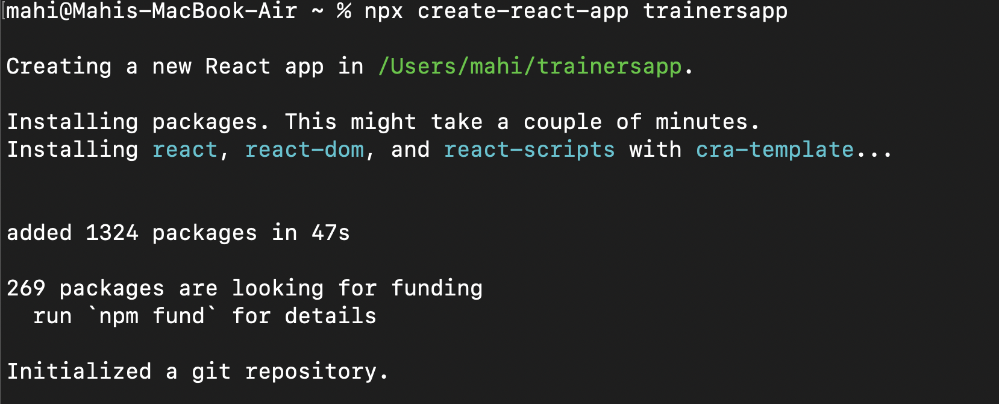 mahi@Mahis-MacBook-Air ~ % npx create-react-app trainersapp
Creating a new React app in /Users/mahi/trainersapp.
Installing packages. This might take a couple of minutes.
Installing react, react-dom, and react-scripts with cra-template...
added 1324 packages in 47s
269 packages are looking for funding
  run `npm fund` for details
Initialized a git repository.